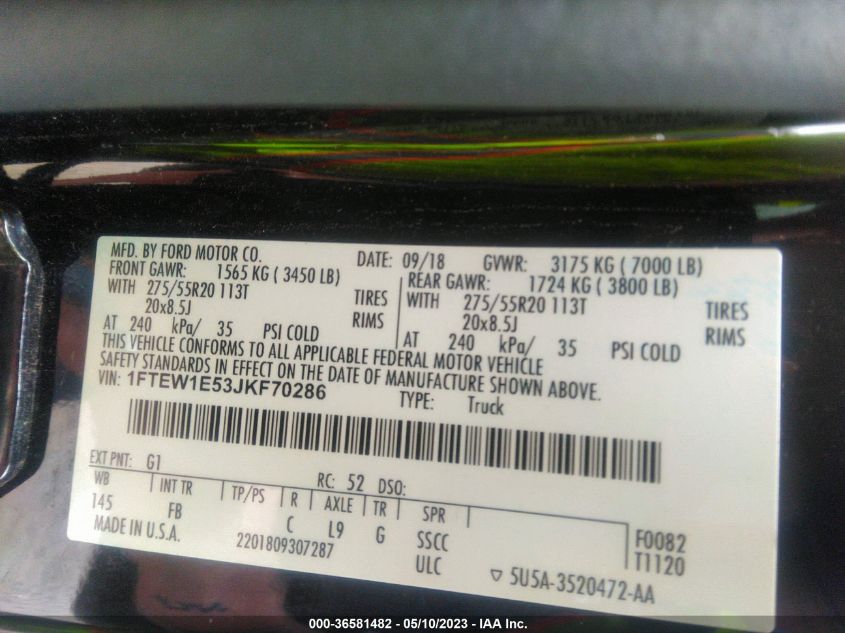 MFD. BY FORD MOTOR CO. DATE: 09/18 GVWR: 3175 KG ( 7000 LB)
FRONT GAWR: 1565 KG ( 3450 LB) REAR GAWR: 1724 KG ( 3800 LB)
WITH 275/55R20 113T TIRES WITH 275/55R20 113T TIRES
20x8.5J RIMS 20x8.5J RIMS
AT 240 kPa/ 35 PSI COLD AT 240 kPa/ 35 PSI COLD
THIS VEHICLE CONFORMS TO ALL APPLICABLE FEDERAL MOTOR VEHICLE
SAFETY STANDARDS IN EFFECT ON THE DATE OF MANUFACTURE SHOWN ABOVE.
VIN: 1FTEW1E53JKF70286 TYPE: Truck
EXT PNT: G1 RC: 52 DSO:
WB INT TR TP/PS R AXLE TR SPR
145 FB C L9 G SSCC F0082
MADE IN U.S.A. 2201809307287 ULC T1120
▽ 5U5A-3520472-AA
000-36581482 - 05/10/2023 - IAA Inc.